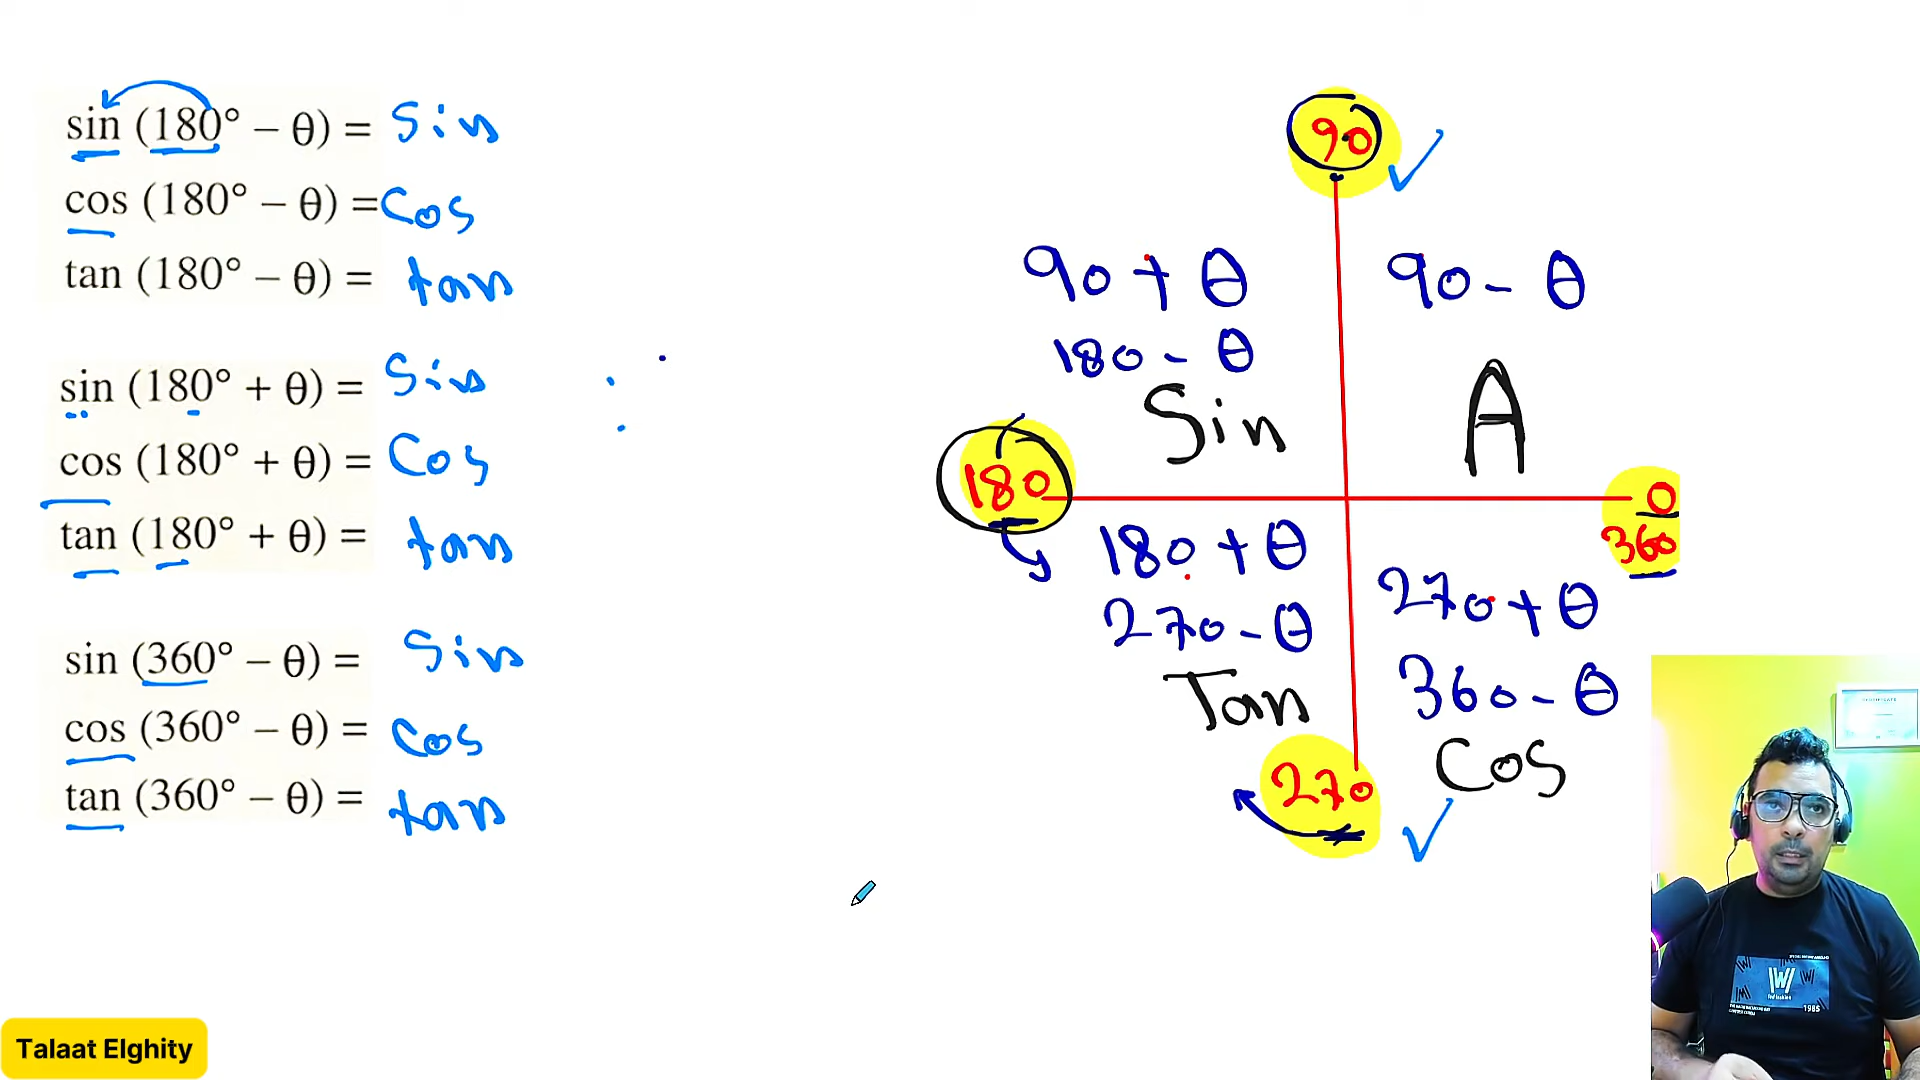 sin (180° − θ) = Sin
cos (180° − θ) = Cos
tan (180° − θ) = tan
sin (180° + θ) = Sin
cos (180° + θ) = Cos
tan (180° + θ) = tan
sin (360° − θ) = Sin
cos (360° − θ) = Cos
tan (360° − θ) = tan
90
90 + θ
90 - θ
180 - θ
Sin
A
180
0
360
180 + θ
270 + θ
270 - θ
360 - θ
Tan
Cos
270
1985
Talaat Elghity